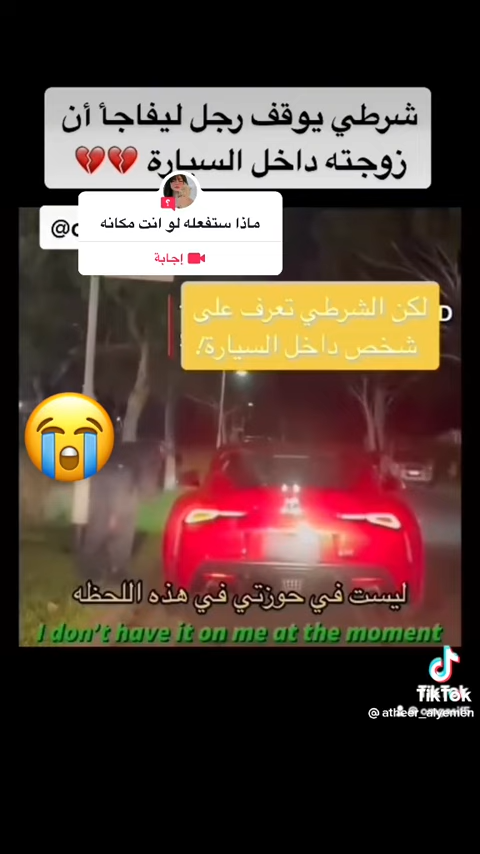 شرطي يوقف رجل ليفاجأ أن
زوجته داخل السيارة
ماذا ستفعله لو انت مكانه
إجابة
لكن الشرطي تعرف على
شخص داخل السيارة!
ليست في حوزتي في هذه اللحظه
I don't have it on me at the moment
TikTok
@atheer_alyemen